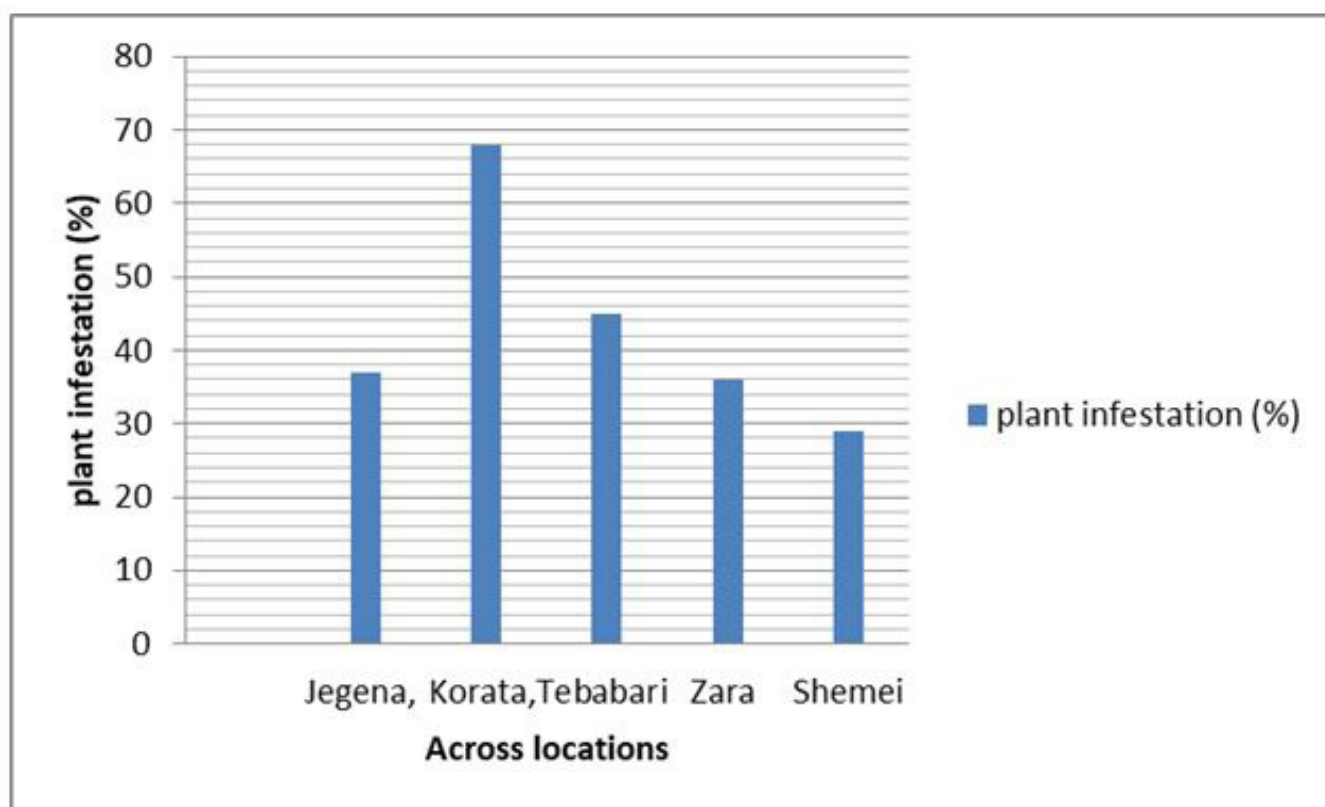 80
70
60
50
40
30
20
10
0
plant infestation (%)
Jegena, Korata, Tebabari Zara Shemei
Across locations
plant infestation (%)